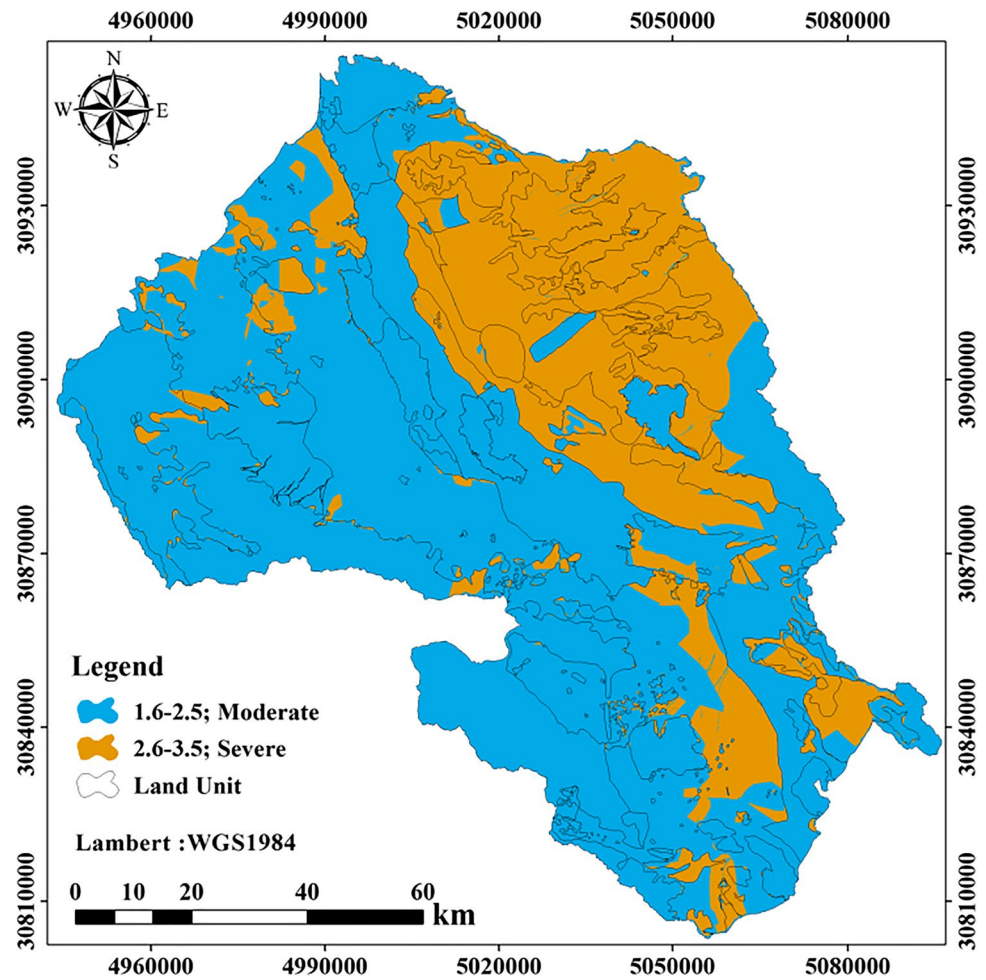 4960000 4990000 5020000 5050000 5080000
N
W E
S
30930000 30930000
30900000 30900000
30870000 30870000
30840000 30840000
30810000 30810000
Legend
1.6-2.5; Moderate
2.6-3.5; Severe
Land Unit
Lambert :WGS1984
0 10 20 40 60
km
4960000 4990000 5020000 5050000 5080000